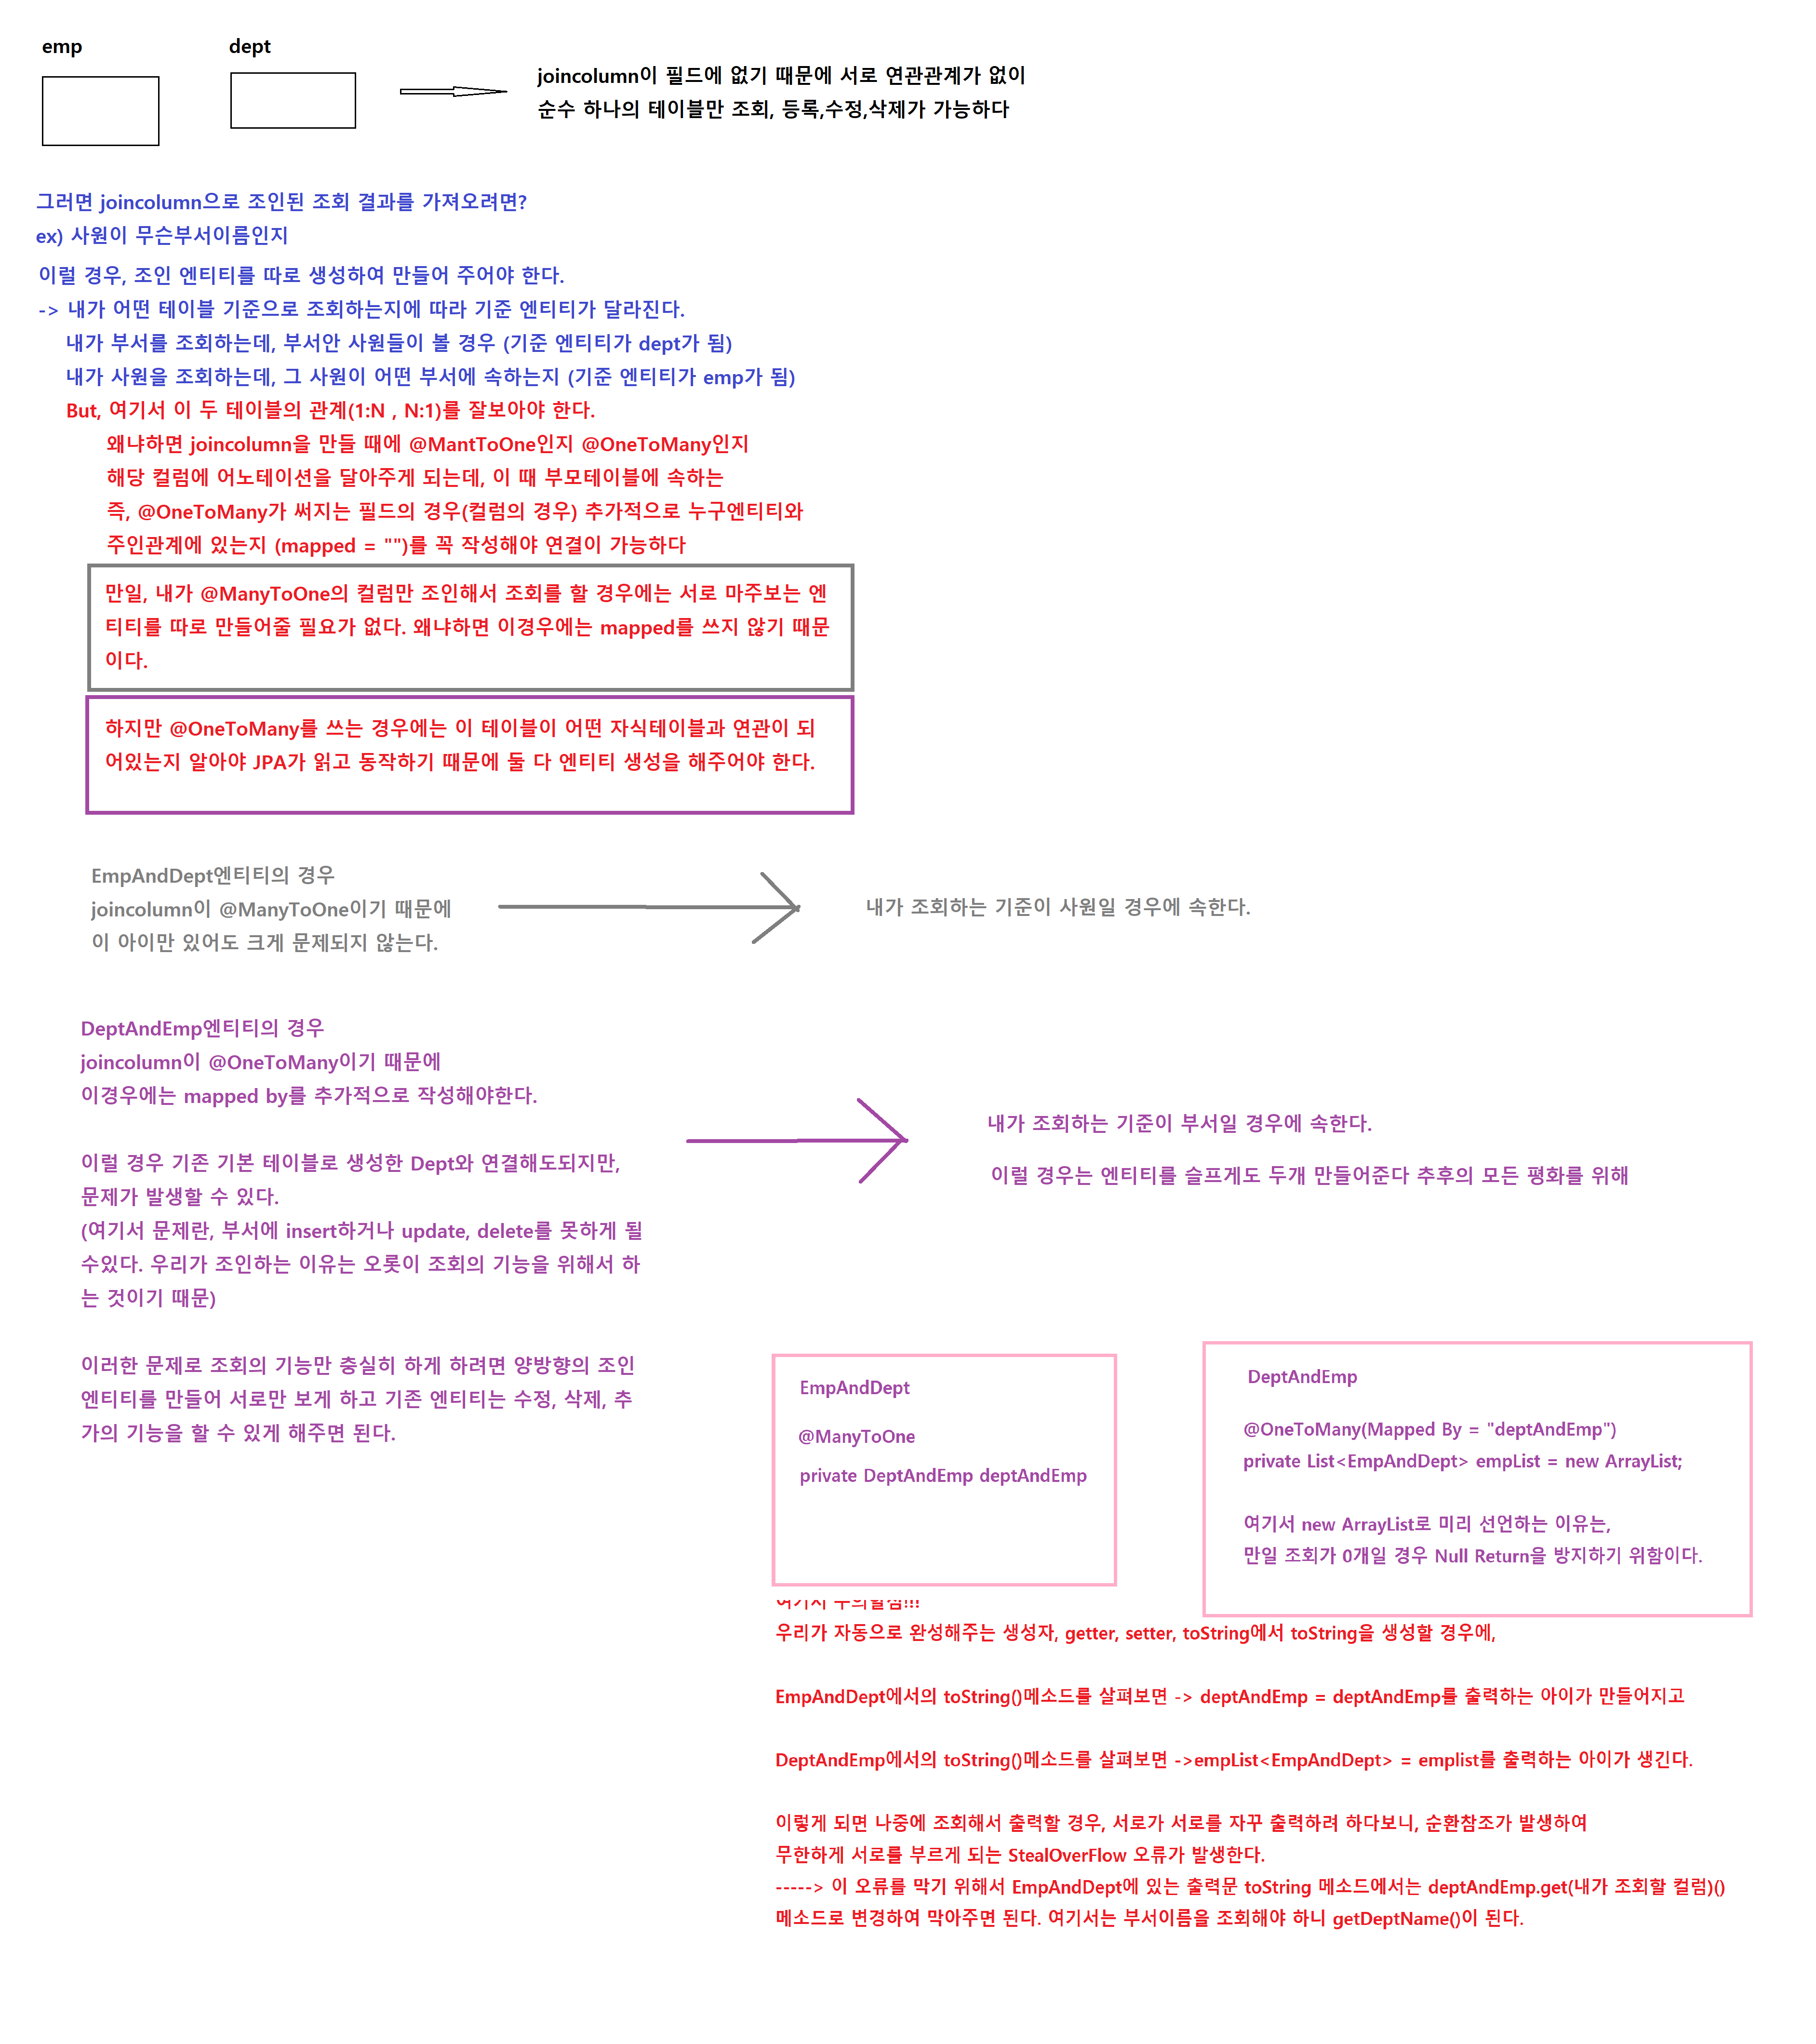 emp
dept
joincolumn이 필드에 없기 때문에 서로 연관관계가 없이
순수 하나의 테이블만 조회, 등록,수정,삭제가 가능하다
그러면 joincolumn으로 조인된 조회 결과를 가져오려면?
ex) 사원이 무슨부서이름인지
이럴 경우, 조인 엔티티를 따로 생성하여 만들어 주어야 한다.
-> 내가 어떤 테이블 기준으로 조회하는지에 따라 기준 엔티티가 달라진다.
내가 부서를 조회하는데, 부서안 사원들이 볼 경우 (기준 엔티티가 dept가 됨)
내가 사원을 조회하는데, 그 사원이 어떤 부서에 속하는지 (기준 엔티티가 emp가 됨)
But, 여기서 이 두 테이블의 관계(1:N , N:1)를 잘보아야 한다.
왜냐하면 joincolumn을 만들 때에 @MantToOne인지 @OneToMany인지
해당 컬럼에 어노테이션을 달아주게 되는데, 이 때 부모테이블에 속하는
즉, @OneToMany가 써지는 필드의 경우(컬럼의 경우) 추가적으로 누구엔티티와
주인관계에 있는지 (mapped = "")를 꼭 작성해야 연결이 가능하다
만일, 내가 @ManyToOne의 컬럼만 조인해서 조회를 할 경우에는 서로 마주보는 엔
티티를 따로 만들어줄 필요가 없다. 왜냐하면 이경우에는 mapped를 쓰지 않기 때문
이다.
하지만 @OneToMany를 쓰는 경우에는 이 테이블이 어떤 자식테이블과 연관이 되
어있는지 알아야 JPA가 읽고 동작하기 때문에 둘 다 엔티티 생성을 해주어야 한다.
EmpAndDept엔티티의 경우
joincolumn이 @ManyToOne이기 때문에
이 아이만 있어도 크게 문제되지 않는다.
내가 조회하는 기준이 사원일 경우에 속한다.
DeptAndEmp엔티티의 경우
joincolumn이 @OneToMany이기 때문에
이경우에는 mapped by를 추가적으로 작성해야한다.
이럴 경우 기존 기본 테이블로 생성한 Dept와 연결해도되지만,
문제가 발생할 수 있다.
(여기서 문제란, 부서에 insert하거나 update, delete를 못하게 될
수있다. 우리가 조인하는 이유는 오롯이 조회의 기능을 위해서 하
는 것이기 때문)
이러한 문제로 조회의 기능만 충실히 하게 하려면 양방향의 조인
엔티티를 만들어 서로만 보게 하고 기존 엔티티는 수정, 삭제, 추
가의 기능을 할 수 있게 해주면 된다.
내가 조회하는 기준이 부서일 경우에 속한다.
이럴 경우는 엔티티를 슬프게도 두개 만들어준다 추후의 모든 평화를 위해
EmpAndDept
@ManyToOne
private DeptAndEmp deptAndEmp
DeptAndEmp
@OneToMany(Mapped By = "deptAndEmp")
private List<EmpAndDept> empList = new ArrayList;
여기서 new ArrayList로 미리 선언하는 이유는,
만일 조회가 0개일 경우 Null Return을 방지하기 위함이다.
여기서 주의할점!!!
우리가 자동으로 완성해주는 생성자, getter, setter, toString에서 toString을 생성할 경우에,
EmpAndDept에서의 toString()메소드를 살펴보면 -> deptAndEmp = deptAndEmp를 출력하는 아이가 만들어지고
DeptAndEmp에서의 toString()메소드를 살펴보면 ->empList<EmpAndDept> = emplist를 출력하는 아이가 생긴다.
이렇게 되면 나중에 조회해서 출력할 경우, 서로가 서로를 자꾸 출력하려 하다보니, 순환참조가 발생하여
무한하게 서로를 부르게 되는 StealOverFlow 오류가 발생한다.
-----> 이 오류를 막기 위해서 EmpAndDept에 있는 출력문 toString 메소드에서는 deptAndEmp.get(내가 조회할 컬럼)()
메소드로 변경하여 막아주면 된다. 여기서는 부서이름을 조회해야 하니 getDeptName()이 된다.